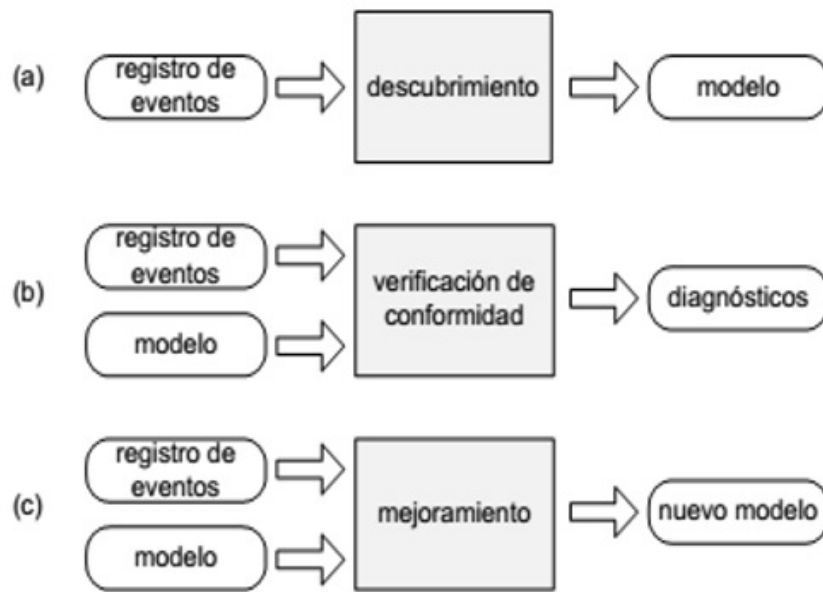 (a)
registro de
eventos
descubrimiento
modelo
(b)
registro de
eventos
modelo
verificación de
conformidad
diagnósticos
(c)
registro de
eventos
modelo
mejoramiento
nuevo modelo